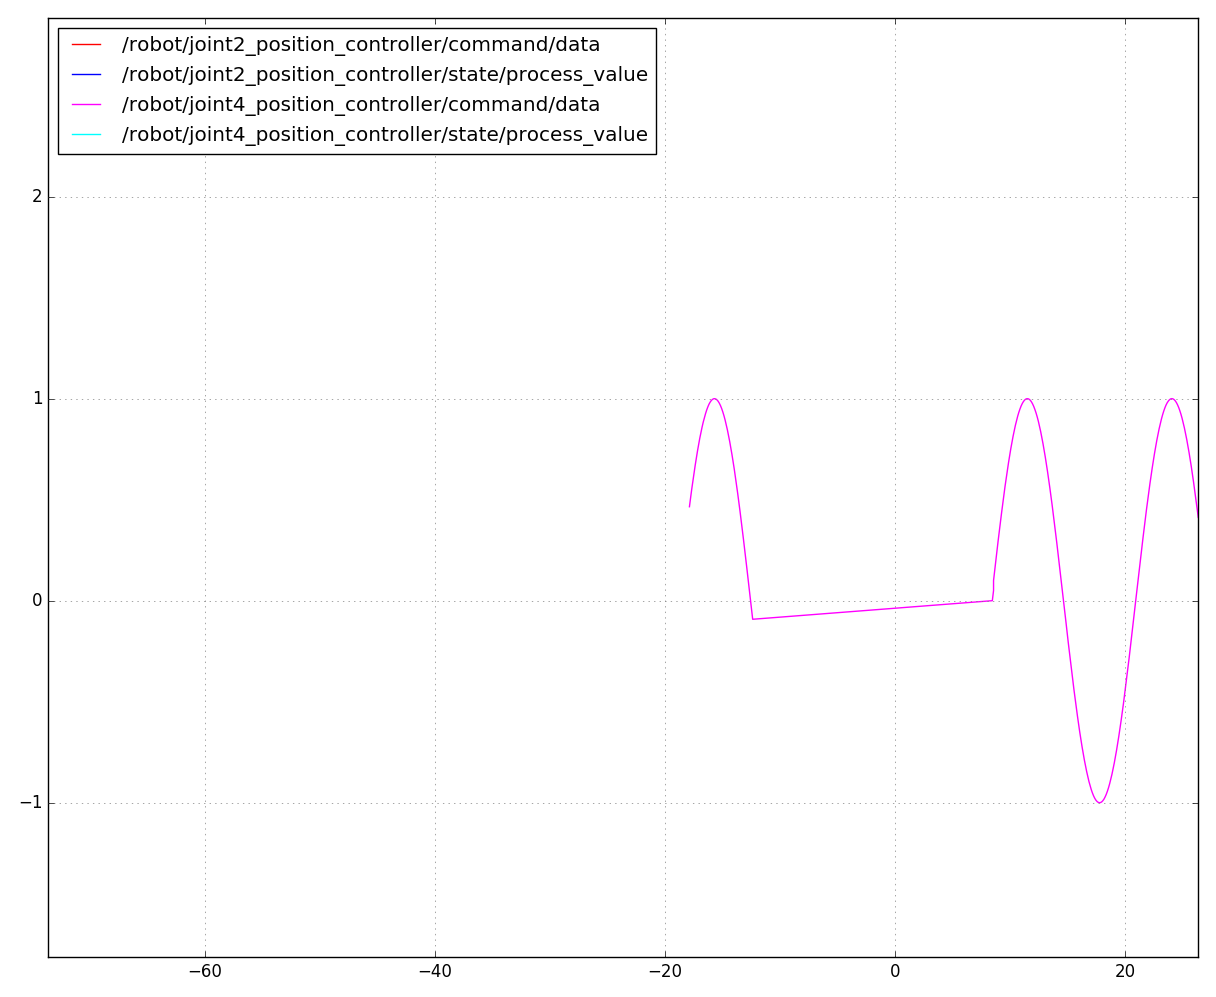 /robot/joint2_position_controller/command/data
/robot/joint2_position_controller/state/process_value
/robot/joint4_position_controller/command/data
/robot/joint4_position_controller/state/process_value
2
1
0
−1
−60 −40 −20 0 20